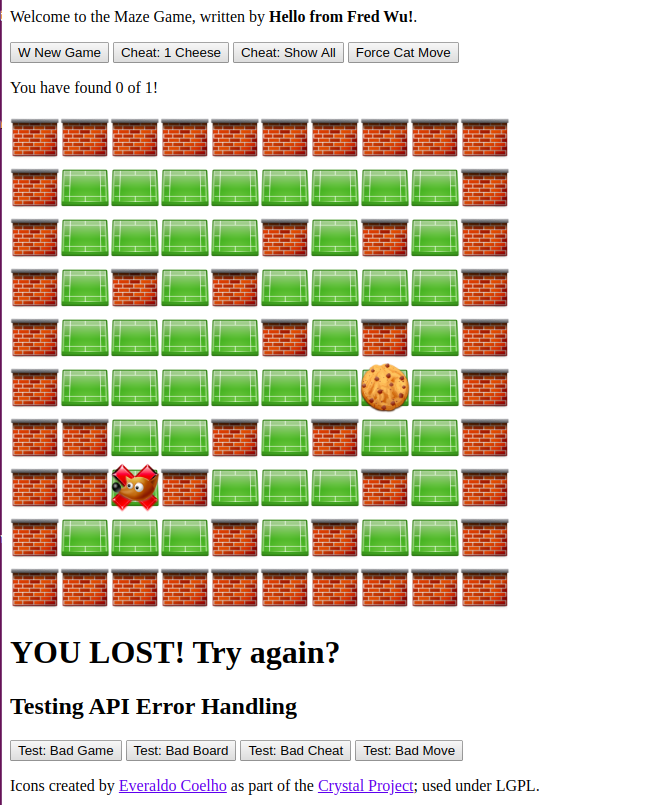 Welcome to the Maze Game, written by Hello from Fred Wu!.
W New Game Cheat: 1 Cheese Cheat: Show All Force Cat Move
You have found 0 of 1!
YOU LOST! Try again?
Testing API Error Handling
Test: Bad Game Test: Bad Board Test: Bad Cheat Test: Bad Move
Icons created by Everaldo Coelho as part of the Crystal Project; used under LGPL.